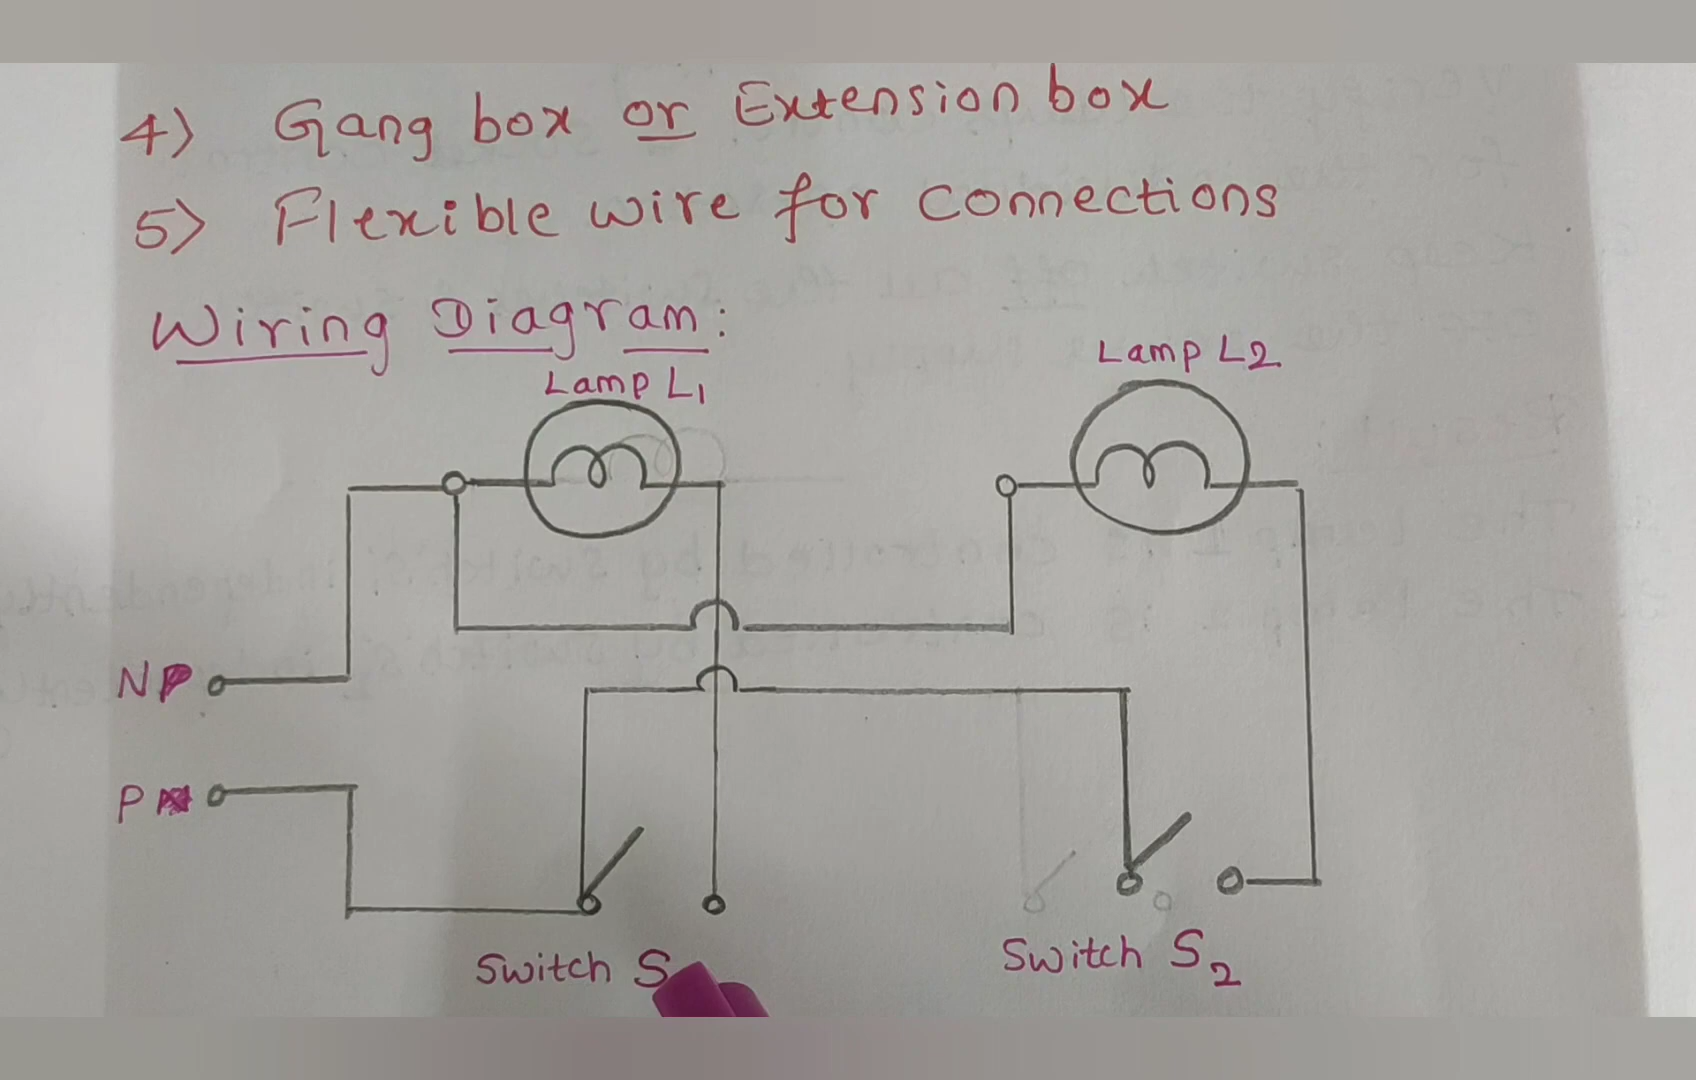 4) Gang box or Extension box
5) Flexible wire for connections
Wiring Diagram:
Lamp L1
Lamp L2
N
P
Switch S
Switch S2